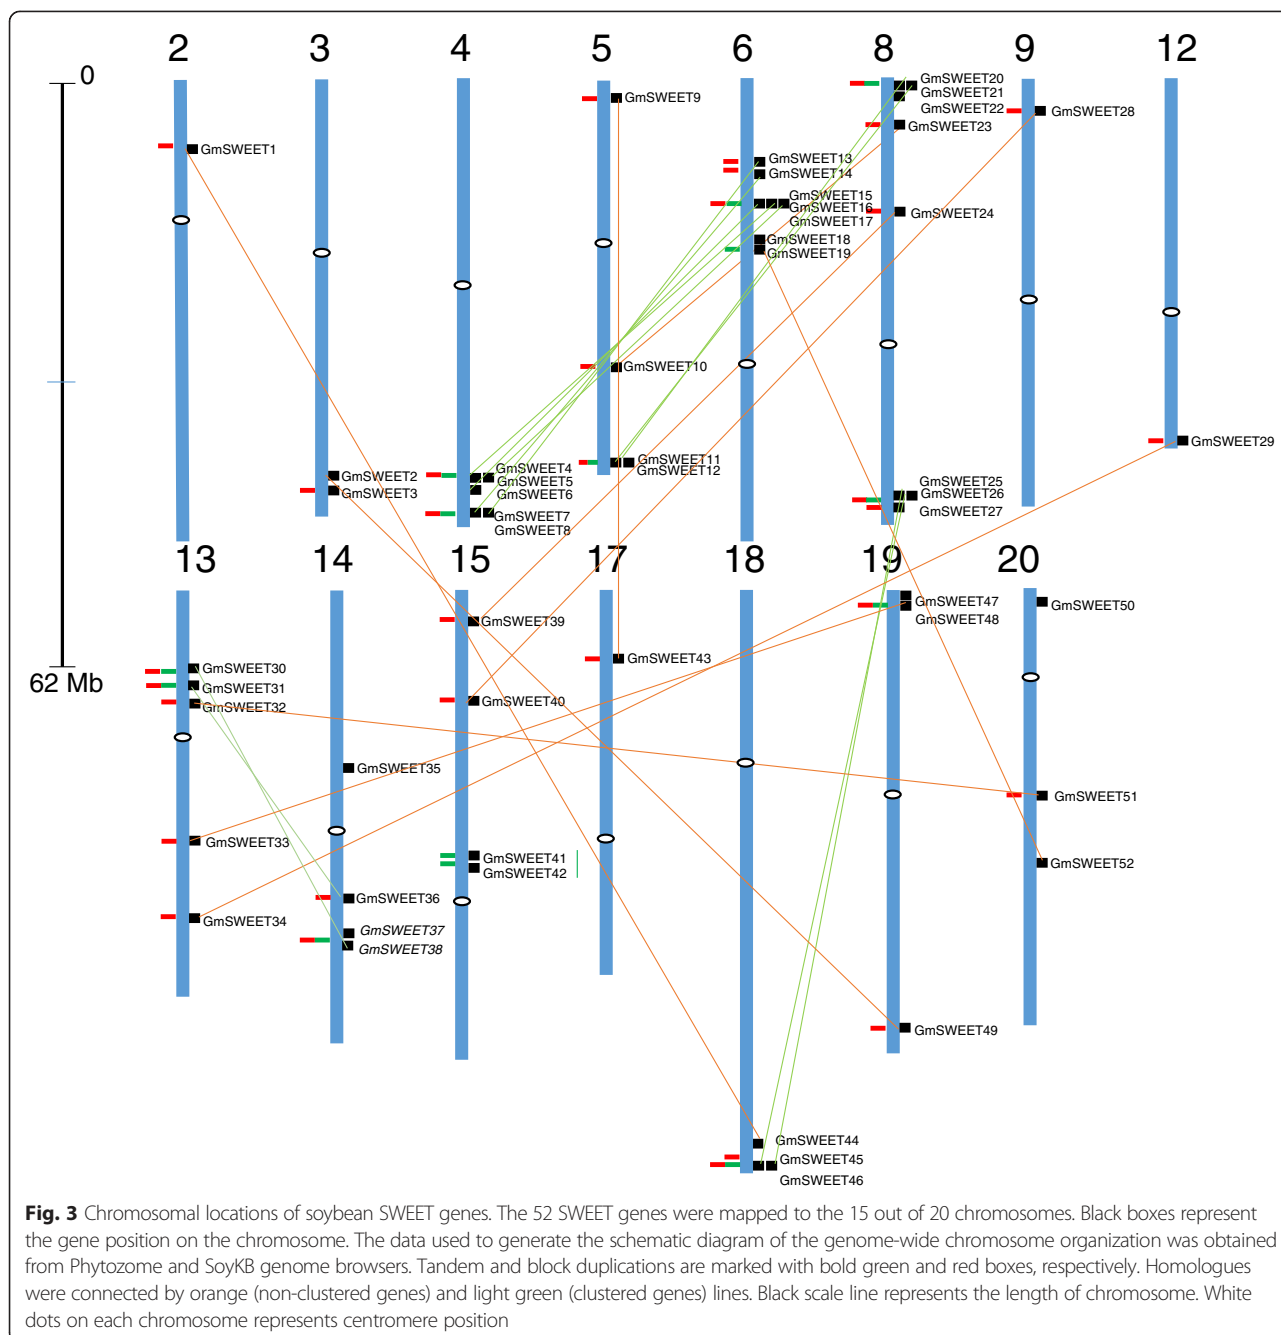 2 3 4 5 6 8 9 12
0
62 Mb
GmSWEET1
GmSWEET2
GmSWEET3
GmSWEET4
GmSWEET5
GmSWEET6
GmSWEET7
GmSWEET8
GmSWEET9
GmSWEET10
GmSWEET11
GmSWEET12
GmSWEET13
GmSWEET14
GmSWEET15
GmSWEET16
GmSWEET17
GmSWEET18
GmSWEET19
GmSWEET20
GmSWEET21
GmSWEET22
GmSWEET23
GmSWEET24
GmSWEET25
GmSWEET26
GmSWEET27
GmSWEET28
GmSWEET29
13 14 15 17 18 19 20
GmSWEET30
GmSWEET31
GmSWEET32
GmSWEET33
GmSWEET34
GmSWEET35
GmSWEET36
GmSWEET37
GmSWEET38
GmSWEET39
GmSWEET40
GmSWEET41
GmSWEET42
GmSWEET43
GmSWEET44
GmSWEET45
GmSWEET46
GmSWEET47
GmSWEET48
GmSWEET49
GmSWEET50
GmSWEET51
GmSWEET52
Fig. 3 Chromosomal locations of soybean SWEET genes. The 52 SWEET genes were mapped to the 15 out of 20 chromosomes. Black boxes represent
the gene position on the chromosome. The data used to generate the schematic diagram of the genome-wide chromosome organization was obtained
from Phytozome and SoyKB genome browsers. Tandem and block duplications are marked with bold green and red boxes, respectively. Homologues
were connected by orange (non-clustered genes) and light green (clustered genes) lines. Black scale line represents the length of chromosome. White
dots on each chromosome represents centromere position